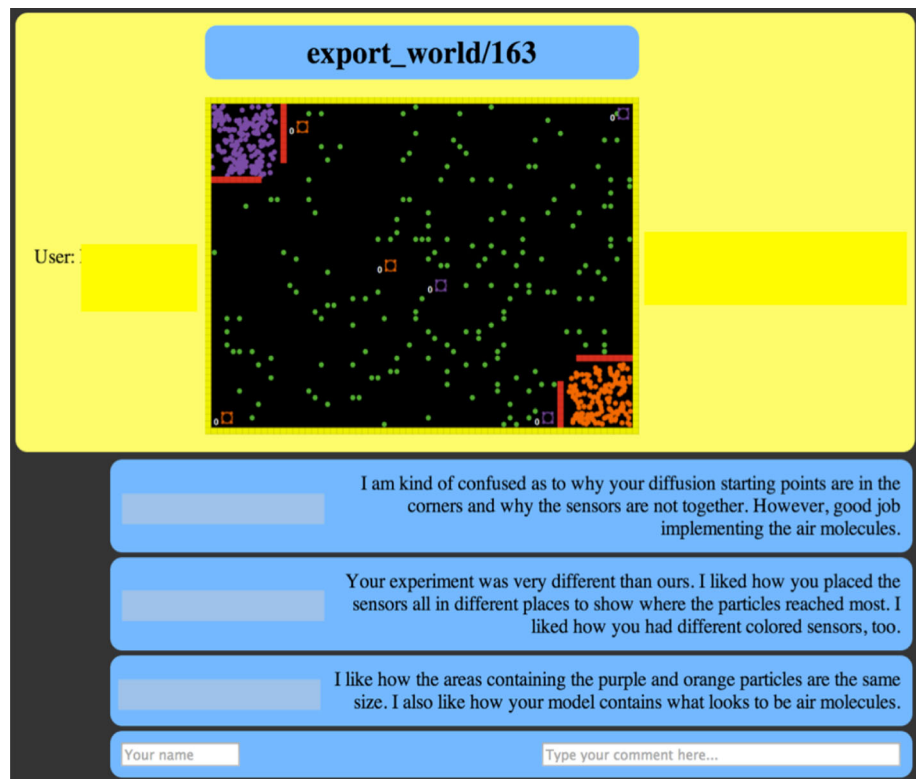 export_world/163
0
0
0
0
0
0
User:
I am kind of confused as to why your diffusion starting points are in the
corners and why the sensors are not together. However, good job
implementing the air molecules.
Your experiment was very different than ours. I liked how you placed the
sensors all in different places to show where the particles reached most. I
liked how you had different colored sensors, too.
I like how the areas containing the purple and orange particles are the same
size. I also like how your model contains what looks to be air molecules.
Your name
Type your comment here...